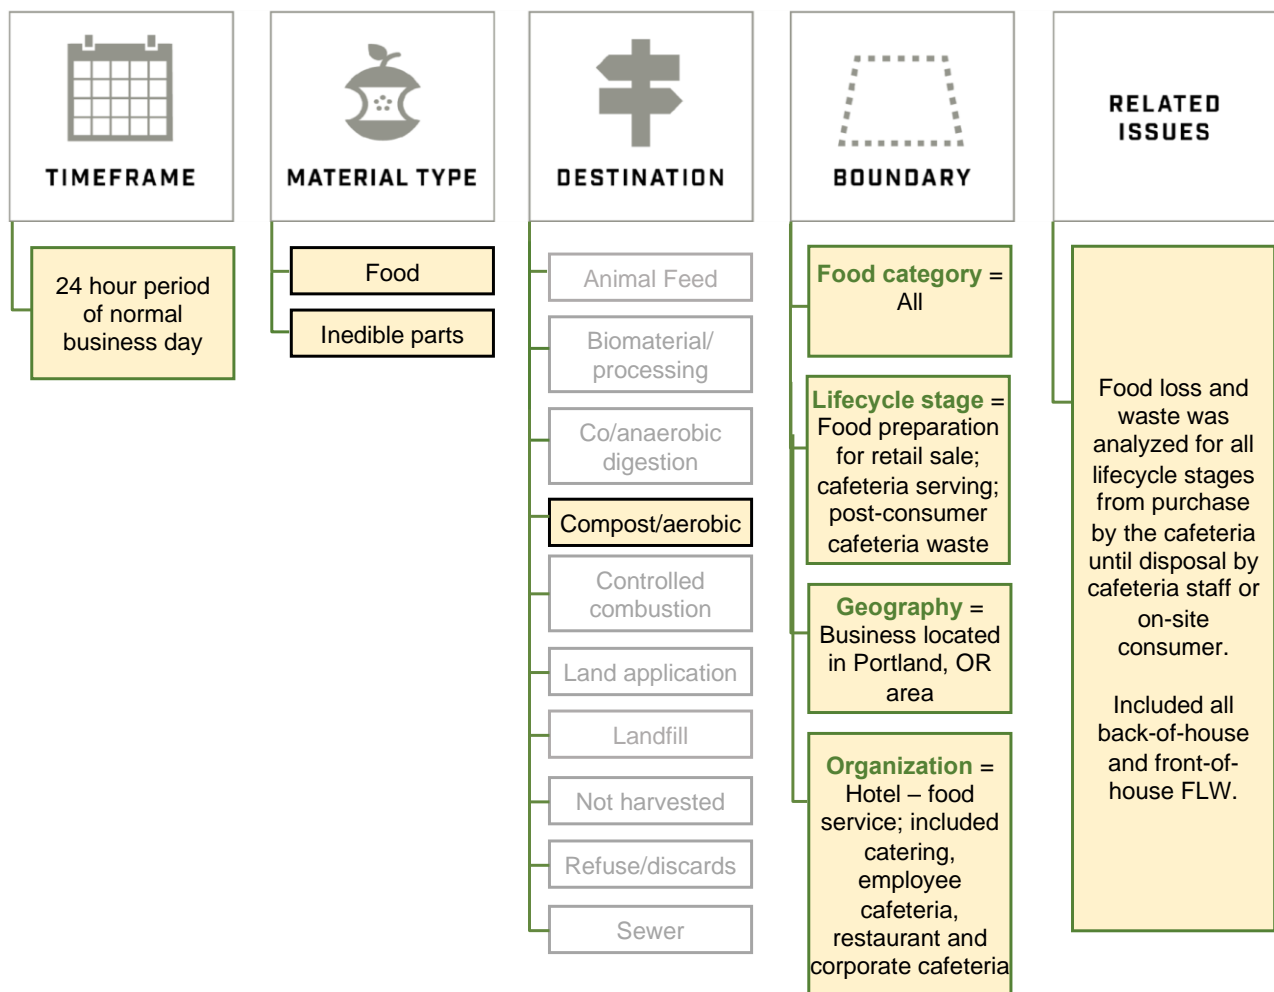 TIMEFRAME
24 hour period
of normal
business day
MATERIAL TYPE
Food
Inedible parts
DESTINATION
Animal Feed
Biomaterial/
processing
Co/anaerobic
digestion
Compost/aerobic
Controlled
combustion
Land application
Landfill
Not harvested
Refuse/discards
Sewer
BOUNDARY
Food category =
All
Lifecycle stage =
Food preparation
for retail sale;
cafeteria serving;
post-consumer
cafeteria waste
Geography =
Business located
in Portland, OR
area
Organization =
Hotel – food
service; included
catering,
employee
cafeteria,
restaurant and
corporate cafeteria
RELATED
ISSUES
Food loss and
waste was
analyzed for all
lifecycle stages
from purchase
by the cafeteria
until disposal by
cafeteria staff or
on-site
consumer.
Included all
back-of-house
and front-of-
house FLW.